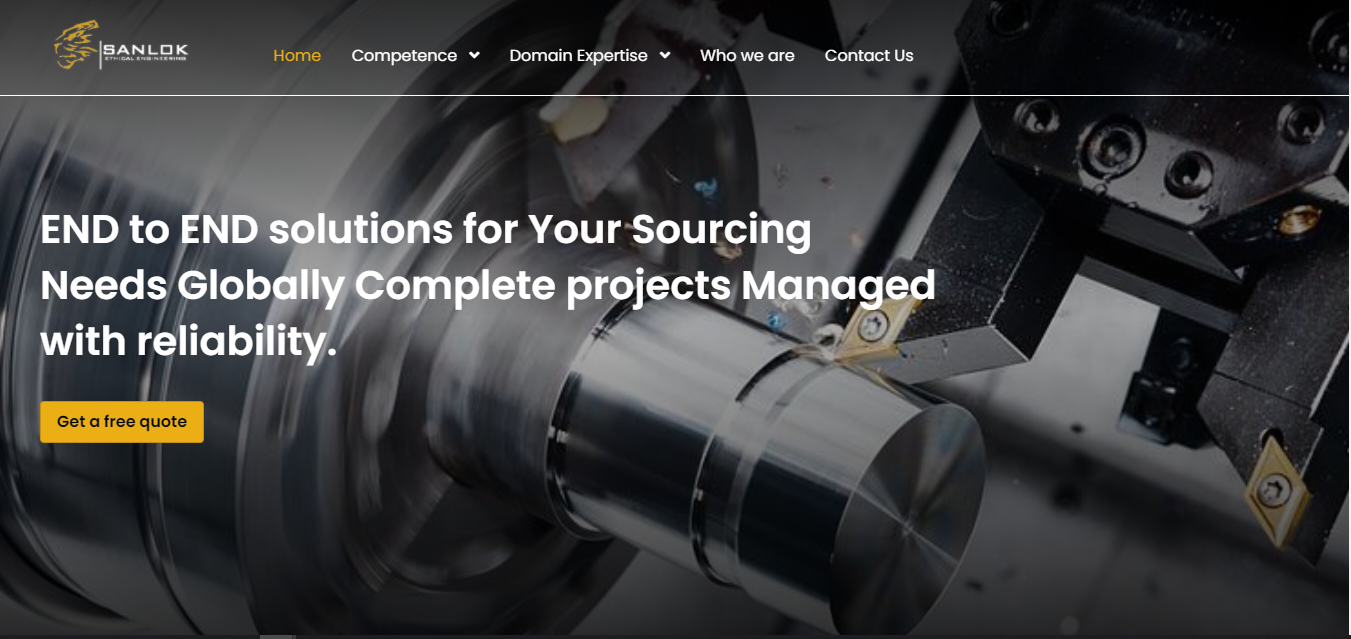 SANLOK
ETHICAL ENGINEERING
Home Competence Domain Expertise Who we are Contact Us
END to END solutions for Your Sourcing
Needs Globally Complete projects Managed
with reliability.
Get a free quote